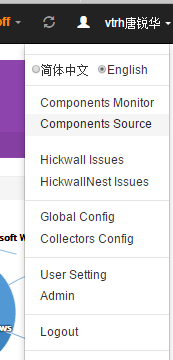 off vtrh唐锐华
简体中文 English
Components Monitor
Components Source
Hickwall Issues
HickwallNest Issues
Global Config
Collectors Config
soft W
User Setting
Admin
ws
Logout